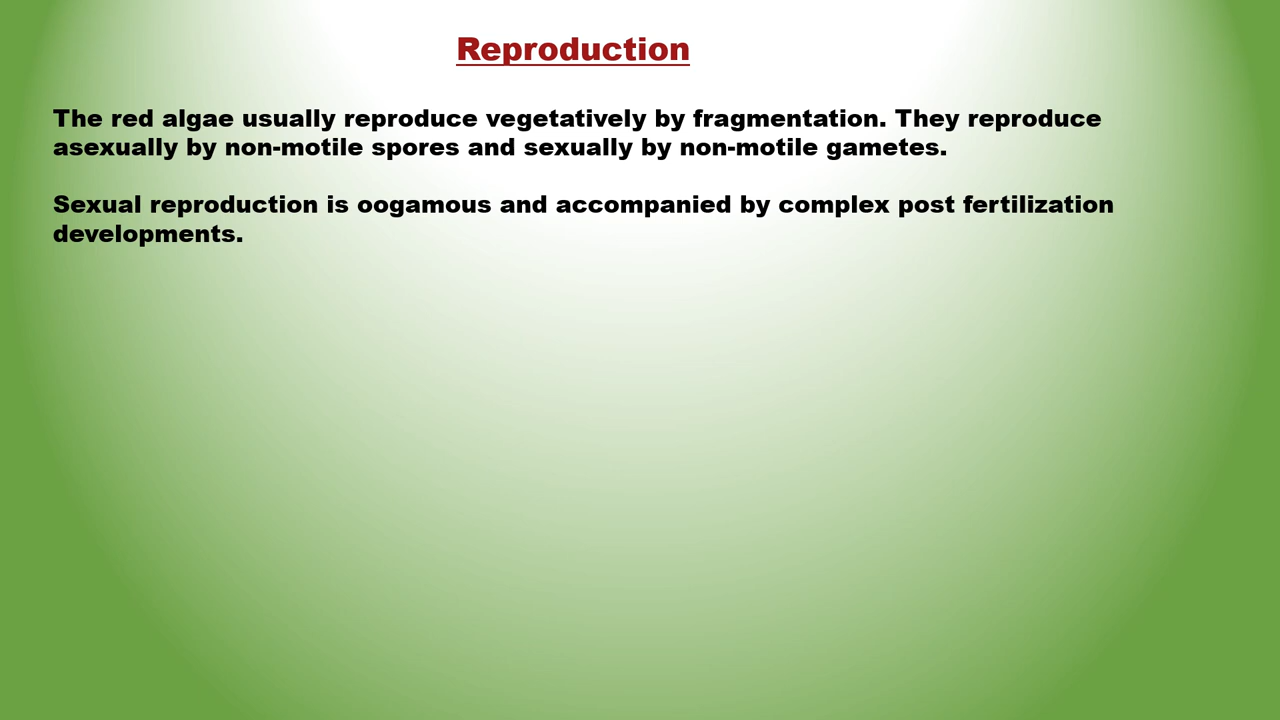 Reproduction
The red algae usually reproduce vegetatively by fragmentation. They reproduce
asexually by non-motile spores and sexually by non-motile gametes.
Sexual reproduction is oogamous and accompanied by complex post fertilization
developments.